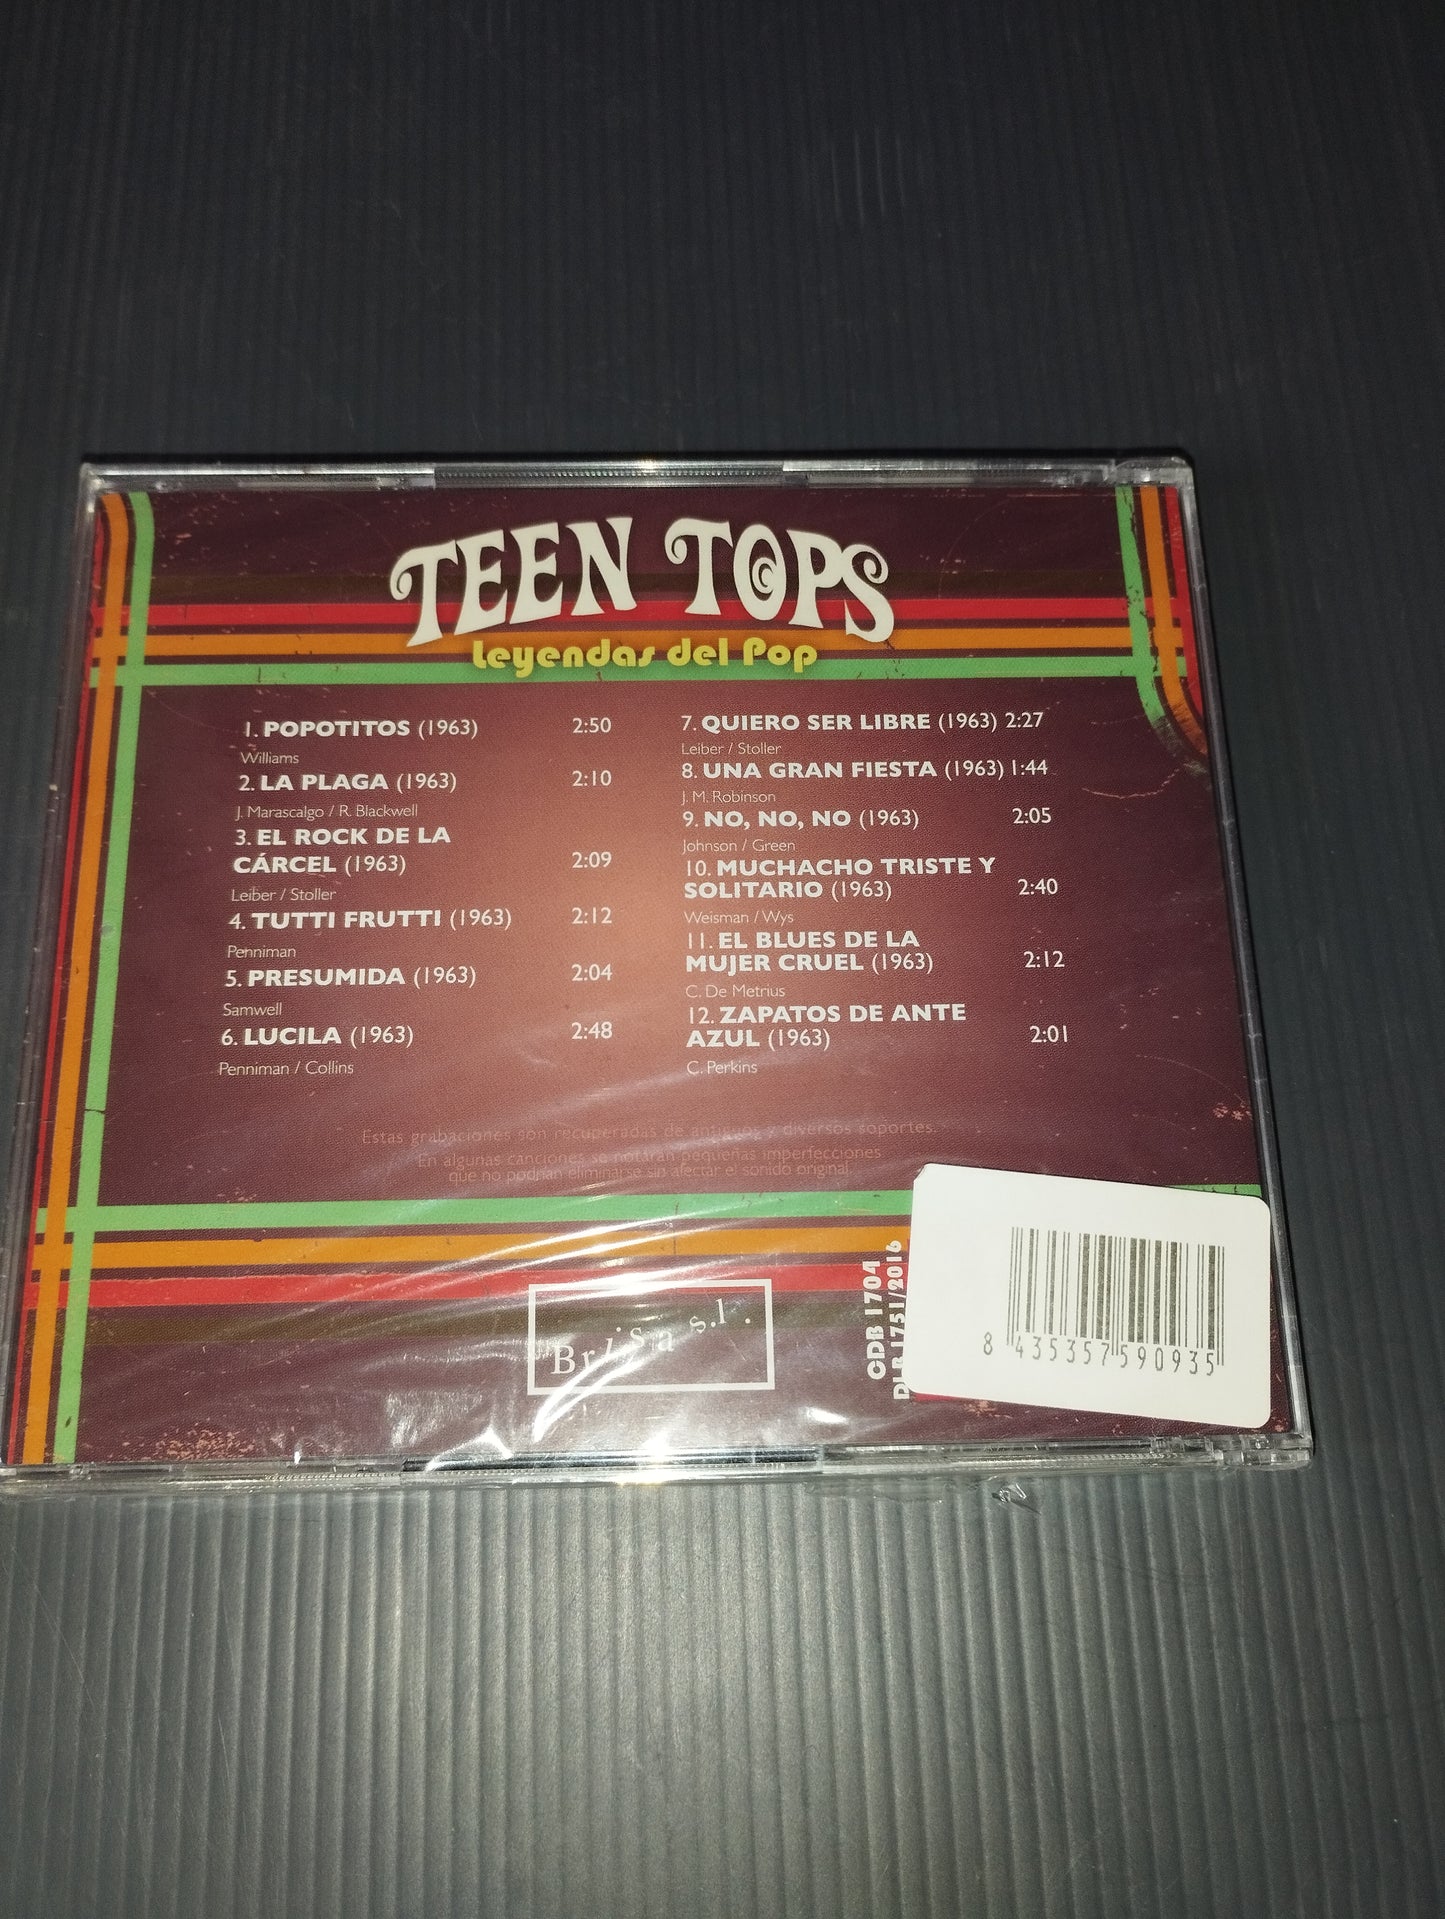 TEEN TOPS
Leyendas del Pop
1. POPOTITOS (1963) 2:50
Williams
2. LA PLAGA (1963) 2:10
J. Marascalgo / R. Blackwell
3. EL ROCK DE LA
CÁRCEL (1963) 2:09
Leiber / Stoller
4. TUTTI FRUTTI (1963) 2:12
Penniman
5. PRESUMIDA (1963) 2:04
Samwell
6. LUCILA (1963) 2:48
Penniman / Collins
7. QUIERO SER LIBRE (1963) 2:27
Leiber / Stoller
8. UNA GRAN FIESTA (1963) 1:44
J. M. Robinson
9. NO, NO, NO (1963) 2:05
Johnson / Green
10. MUCHACHO TRISTE Y
SOLITARIO (1963) 2:40
Weisman / Wys
11. EL BLUES DE LA
MUJER CRUEL (1963) 2:12
C. De Metrius
12. ZAPATOS DE ANTE
AZUL (1963) 2:01
C. Perkins
Estas grabaciones son recuperadas de antiguos y diversos soportes.
En algunas canciones se notarán pequeñas imperfecciones
que no podrían eliminarse sin afectar el sonido original.
Brisa s.l.
CDB 1704
1751/2016
8 435357 590935